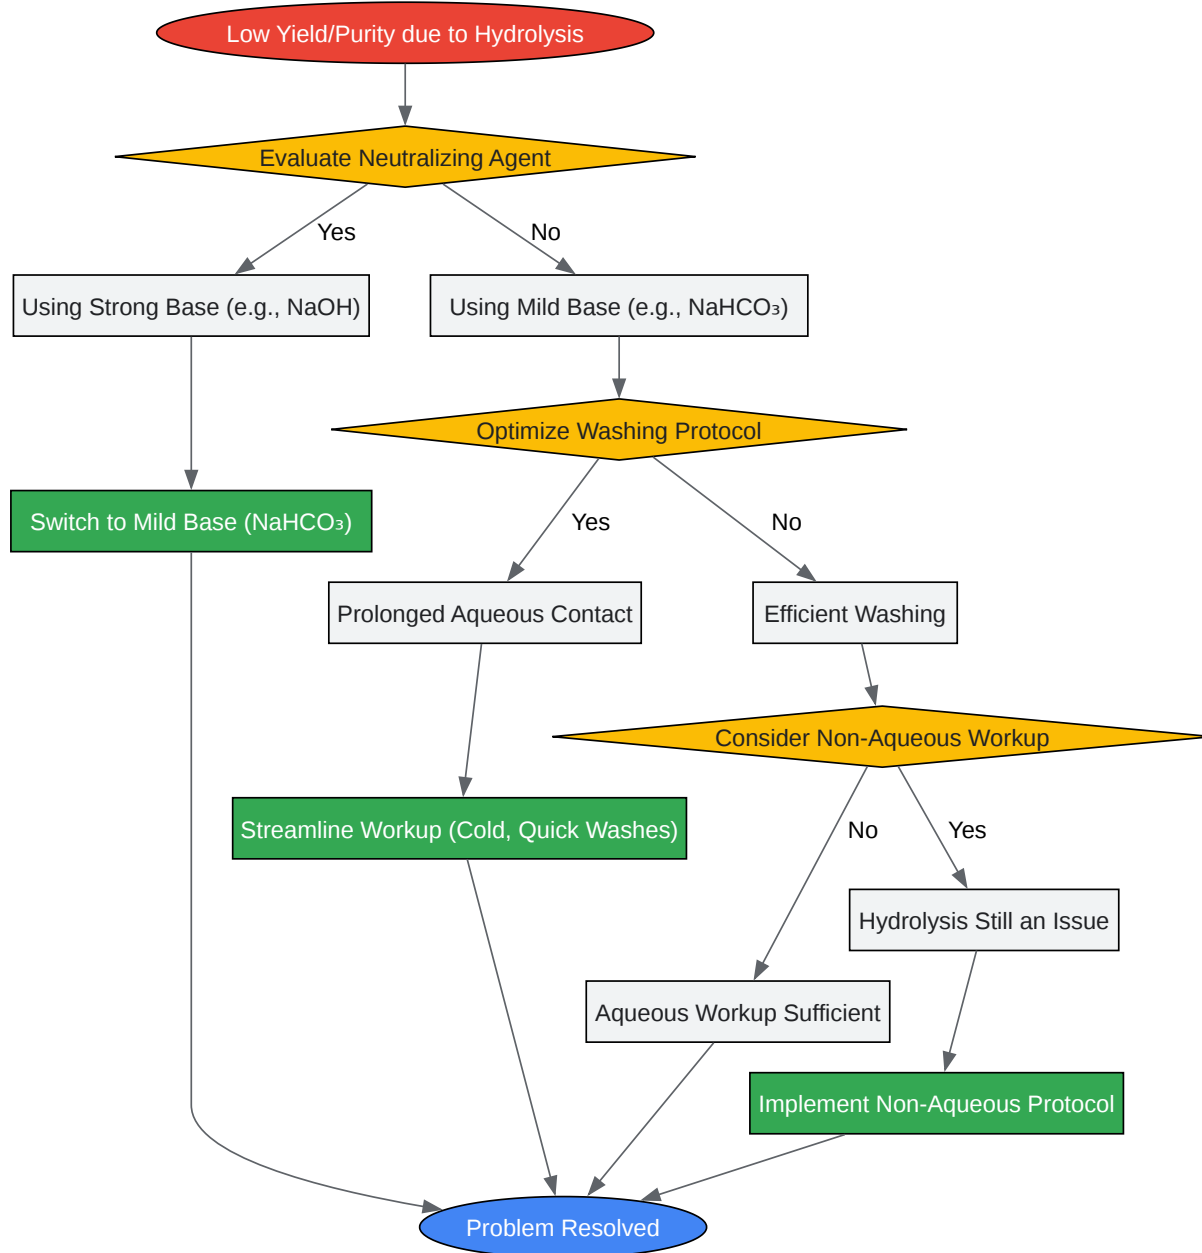 Low Yield/Purity due to Hydrolysis
Evaluate Neutralizing Agent
Yes
No
Using Strong Base (e.g., NaOH)
Using Mild Base (e.g., NaHCO₃)
Optimize Washing Protocol
Switch to Mild Base (NaHCO₃)
Yes
No
Prolonged Aqueous Contact
Efficient Washing
Consider Non-Aqueous Workup
Streamline Workup (Cold, Quick Washes)
No
Yes
Hydrolysis Still an Issue
Aqueous Workup Sufficient
Implement Non-Aqueous Protocol
Problem Resolved